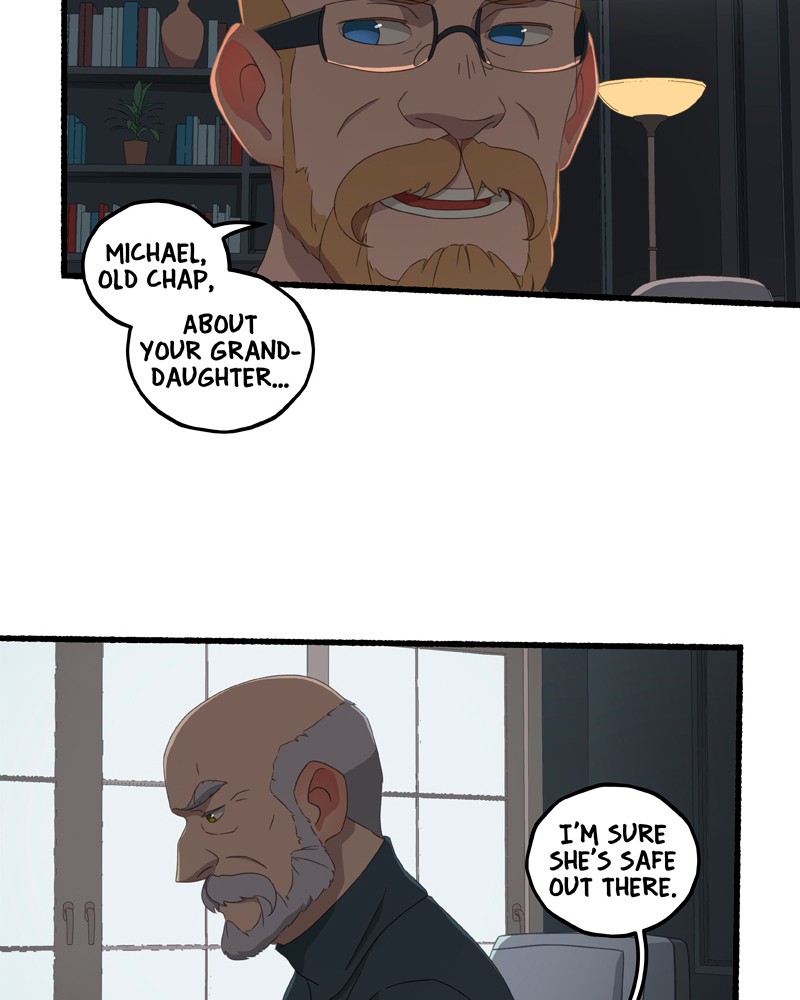 MICHAEL,
OLD CHAP,
ABOUT
YOUR GRAND-
DAUGHTER...
I'M SURE
SHE'S SAFE
OUT THERE.